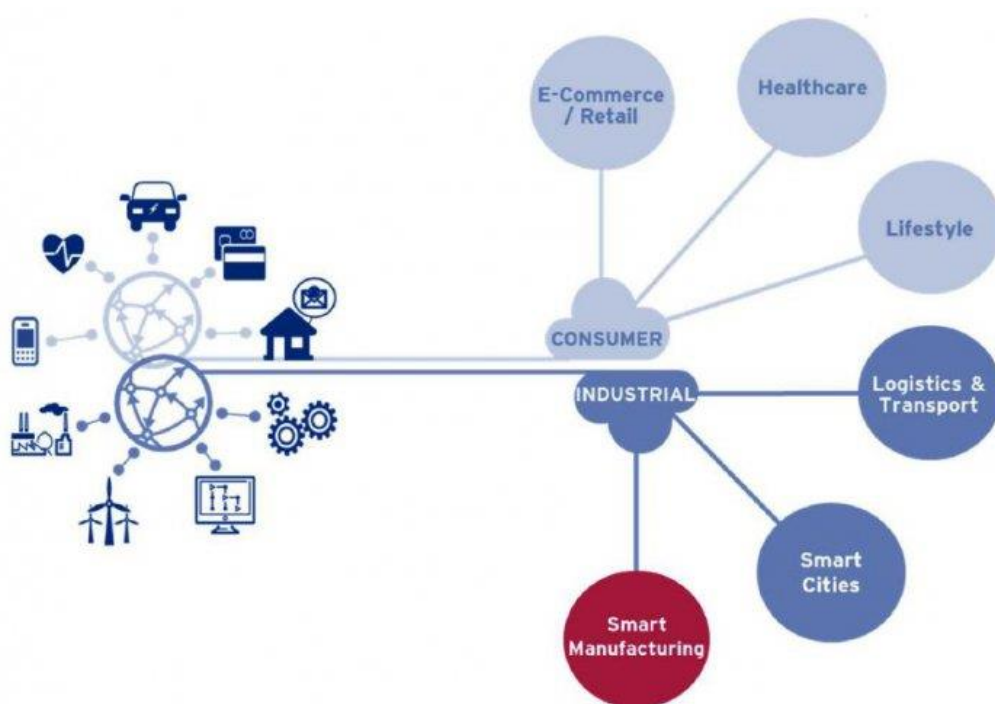 E-Commerce
/ Retail
Healthcare
Lifestyle
CONSUMER
INDUSTRIAL
Logistics &
Transport
Smart
Cities
Smart
Manufacturing